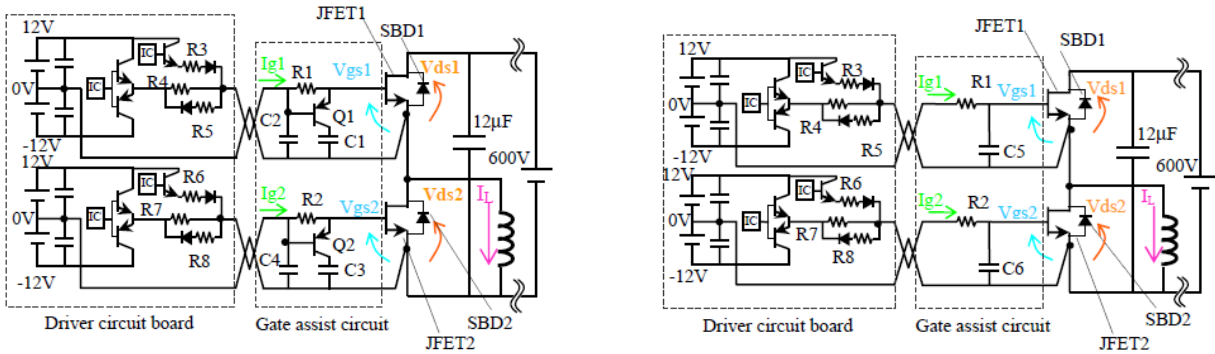 JFET1
SBD1
12V
IC
R3
Ig1
R1
Vgs1
Vds1
IC
R4
0V
R5
C2
Q1
C1
12μF
600V
-12V
12V
IC
R6
Ig2
R2
Vgs2
Vds2
IL
0V
IC
R7
R8
C4
Q2
C3
-12V
Driver circuit board
Gate assist circuit
SBD2
JFET2
JFET1
SBD1
12V
IC
R3
Ig1
R1
Vgs1
Vds1
0V
IC
R4
R5
C5
12μF
600V
-12V
12V
IC
R6
Ig2
R2
Vgs2
Vds2
IL
0V
IC
R7
R8
C6
-12V
Driver circuit board
Gate assist circuit
SBD2
JFET2